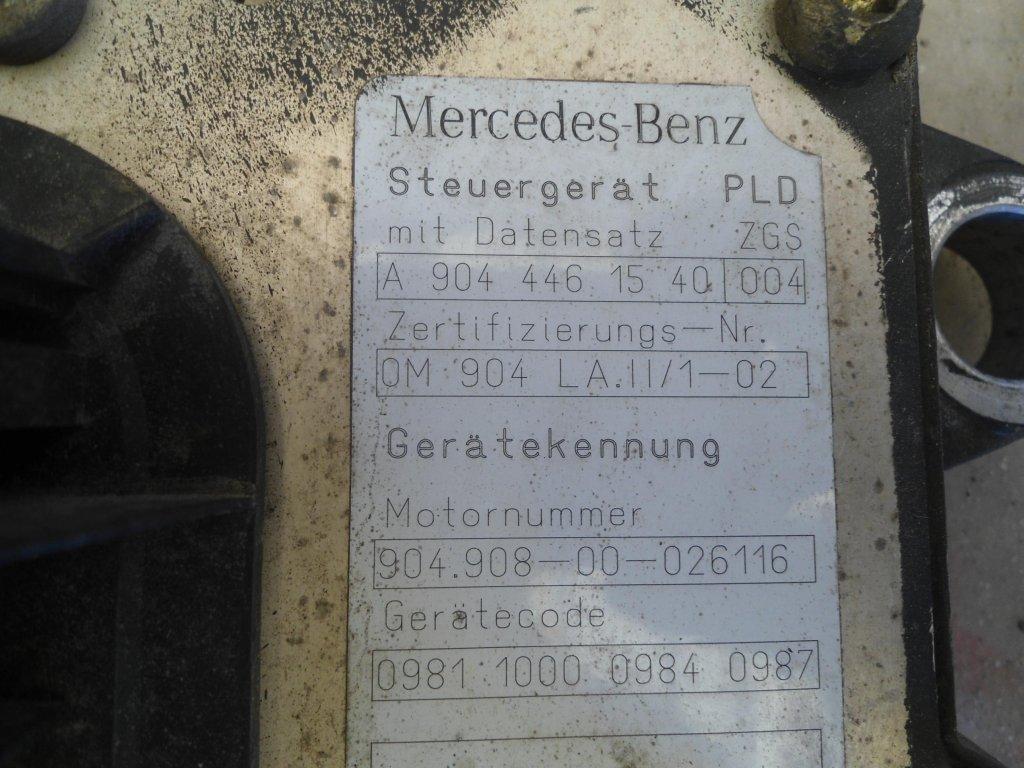 Mercedes-Benz
Steuergerät PLD
mit Datensatz ZGS
A 904 446 15 40 004
Zertifizierungs-Nr.
OM 904 LA.II/1-02
Gerätekennung
Motornummer
904.908-00-026116
Gerätecode
0981 1000 0984 0987